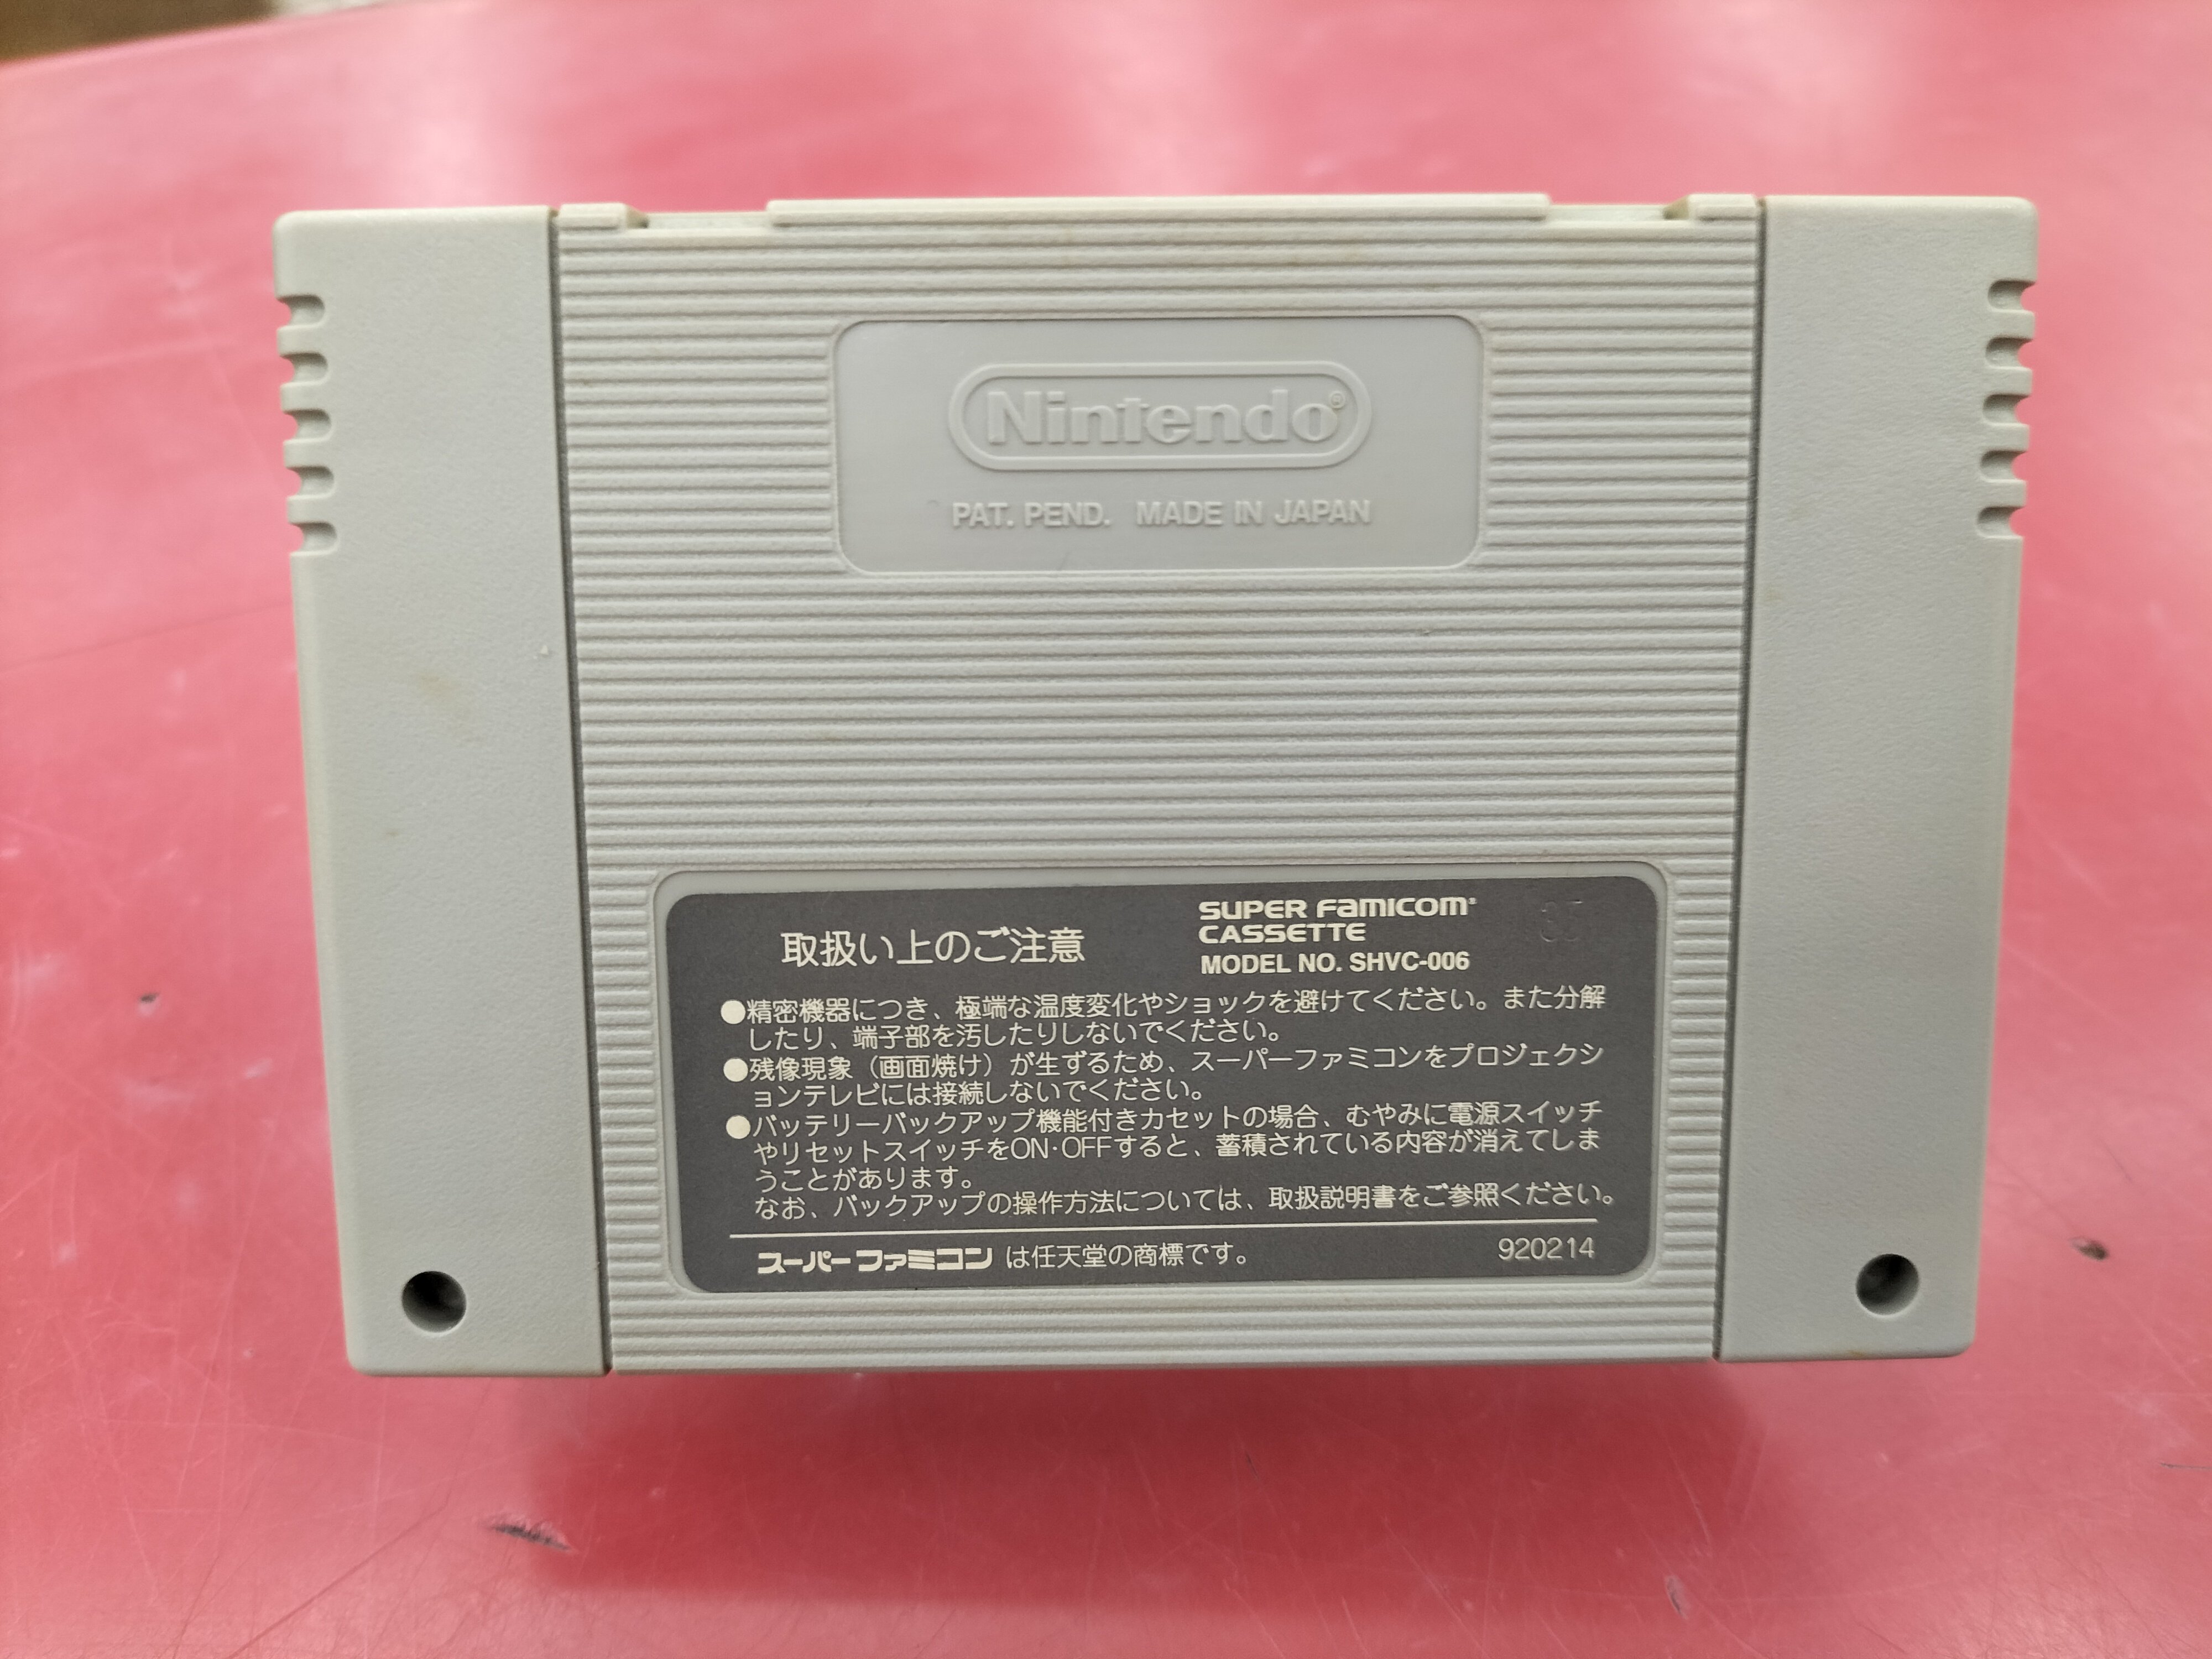 Nintendo®
PAT. PEND. MADE IN JAPAN
取扱い上のご注意
SUPER FAMICOM
CASSETTE
MODEL NO. SHVC-006
●精密機器につき、極端な温度変化やショックを避けてください。また分解
したり、端子部を汚したりしないでください。
●残像現象（画面焼け）が生ずるため、スーパーファミコンをプロジェクシ
ョンテレビには接続しないでください。
●バッテリーバックアップ機能付きカセットの場合、むやみに電源スイッチ
やリセットスイッチをON·OFFすると、蓄積されている内容が消えてしま
うことがあります。
なお、バックアップの操作方法については、取扱説明書をご参照ください。
スーパーファミコンは任天堂の商標です。
920214